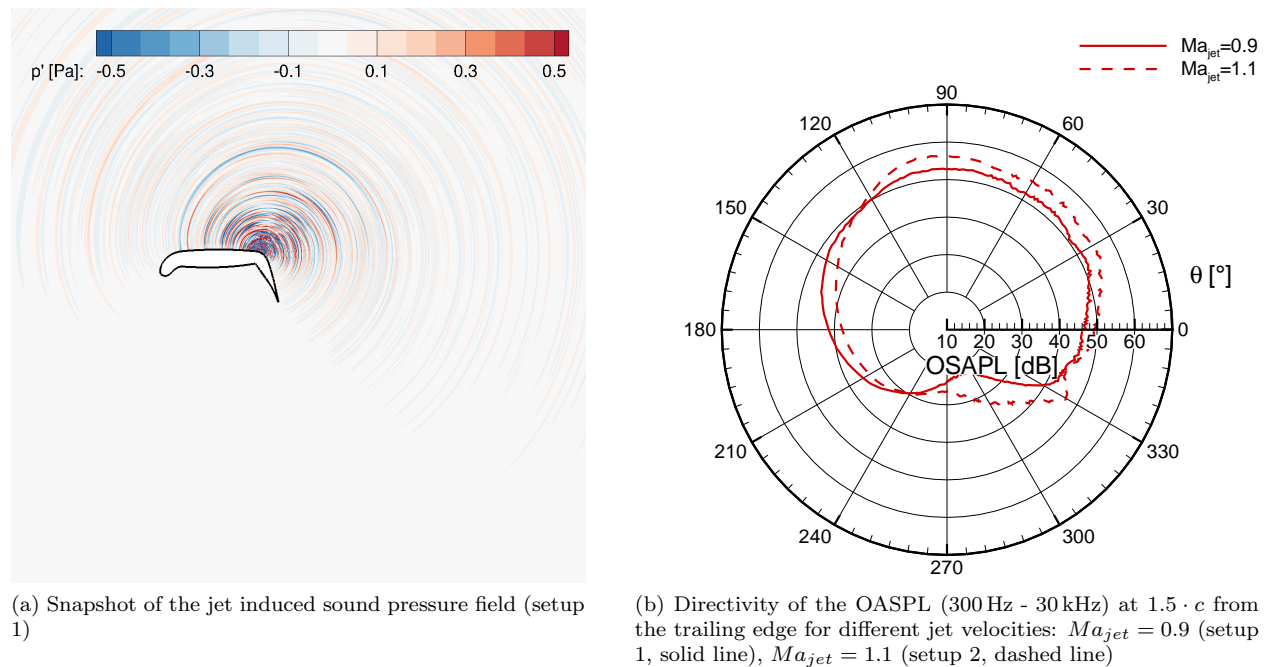 p' [Pa]: -0.5 -0.3 -0.1 0.1 0.3 0.5
(a) Snapshot of the jet induced sound pressure field (setup
1)
Ma_jet=0.9
Ma_jet=1.1
90
120 60
150 30
θ [°]
180 0
10 20 30 40 50 60
OSAPL [dB]
210 330
240 300
270
(b) Directivity of the OASPL (300 Hz - 30 kHz) at 1.5 · c from
the trailing edge for different jet velocities: Ma_jet = 0.9 (setup
1, solid line), Ma_jet = 1.1 (setup 2, dashed line)